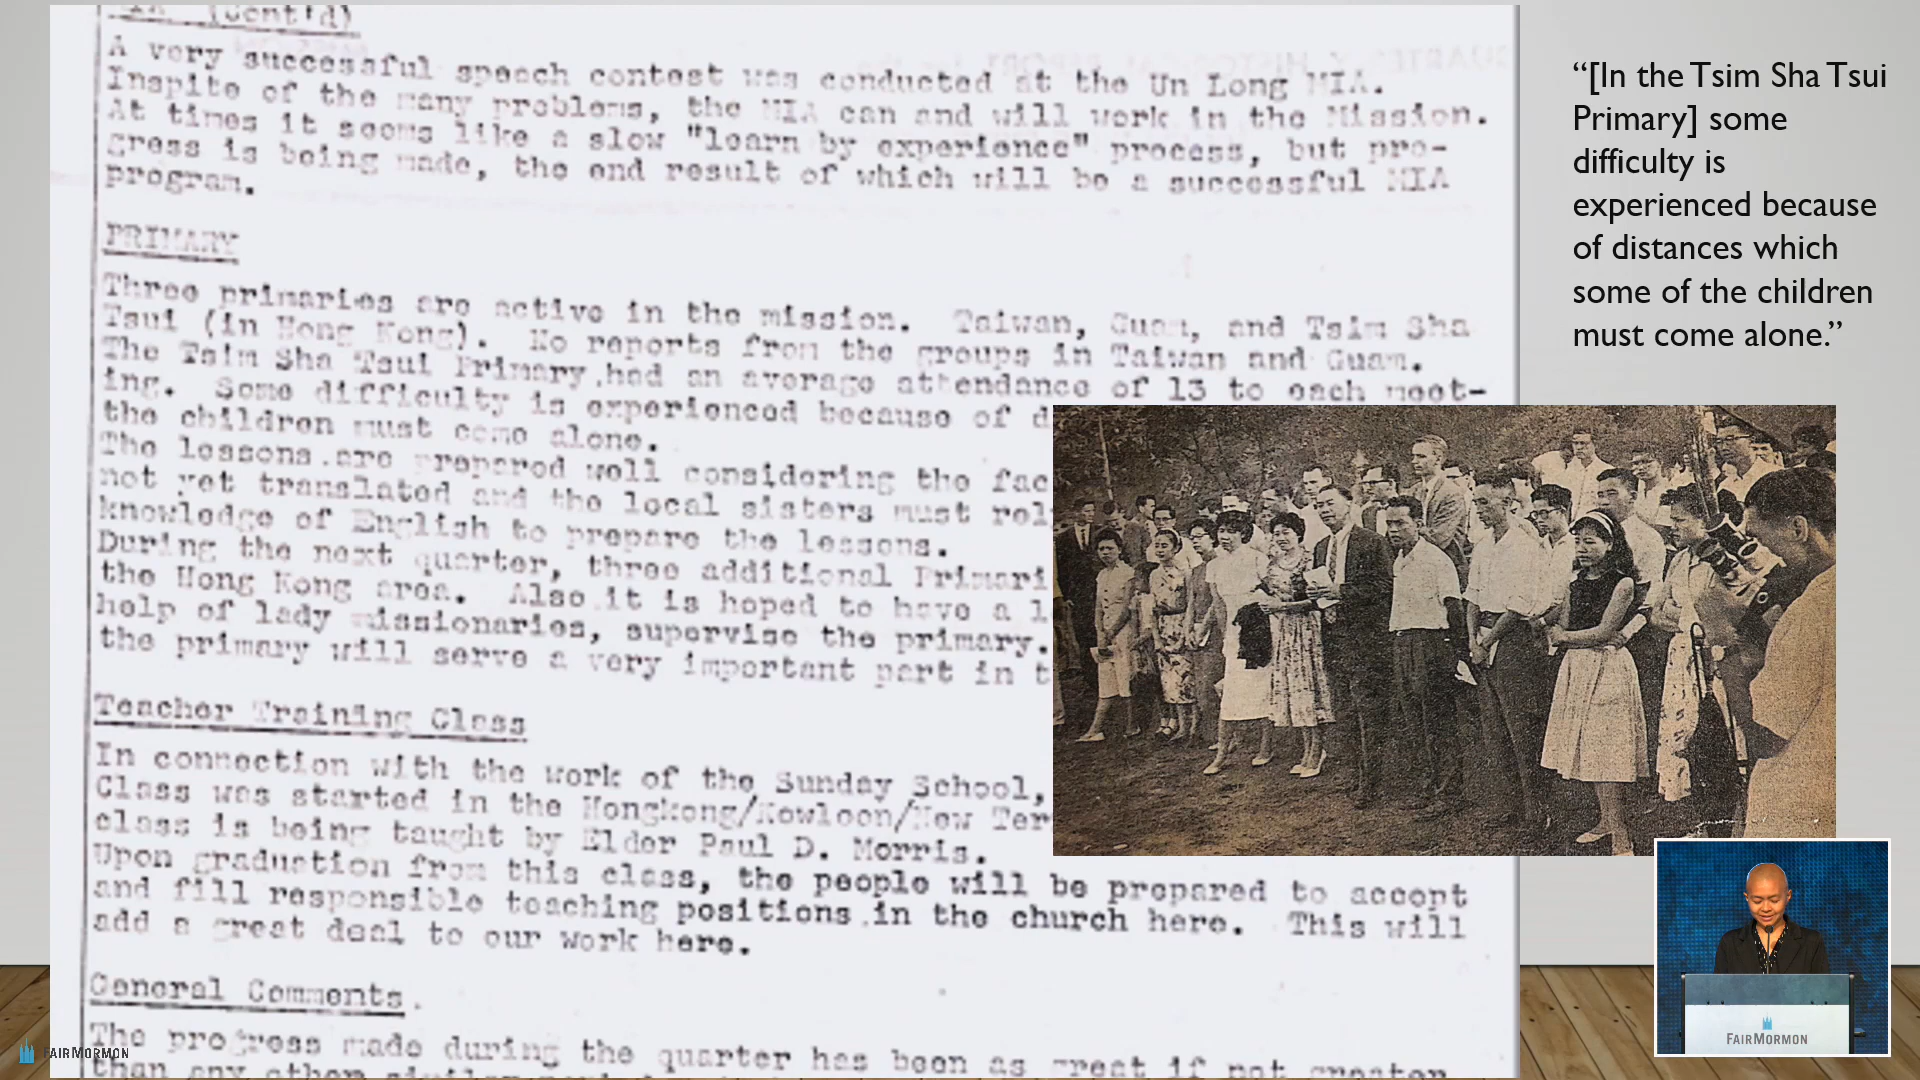 (Cont'd)
A very successful speech contest was conducted at the Un Long MIA.
Inspite of the many problems, the MIA can and will work in the Mission.
At times it seems like a slow "learn by experience" process, but pro-
gress is being made, the end result of which will be a successful MIA
program.
PRIMARY
Three primaries are active in the mission. Taiwan, Guam, and Tsim Sha
Tsui (in Hong Kong). No reports from the groups in Taiwan and Guam.
The Tsim Sha Tsui Primary had an average attendance of 13 to each meet-
ing. Some difficulty is experienced because of d
the children must come alone.
The lessons are prepared well considering the fac
not yet translated and the local sisters must rel
knowledge of English to prepare the lessons.
During the next quarter, three additional Primari
the Hong Kong area. Also it is hoped to have a l
help of lady missionaries, supervise the primary.
the primary will serve a very important part in t
Teacher Training Class
In connection with the work of the Sunday School,
Class was started in the Hongkong/Kowloon/New Ter
class is being taught by Elder Paul D. Morris.
Upon graduation from this class, the people will be prepared to accept
and fill responsible teaching positions in the church here. This will
add a great deal to our work here.
General Comments.
The progress made during the quarter has been as great if not greater
than any other similar
“[In the Tsim Sha Tsui
Primary] some
difficulty is
experienced because
of distances which
some of the children
must come alone.”
FAIRMORMON
FAIRMORMON